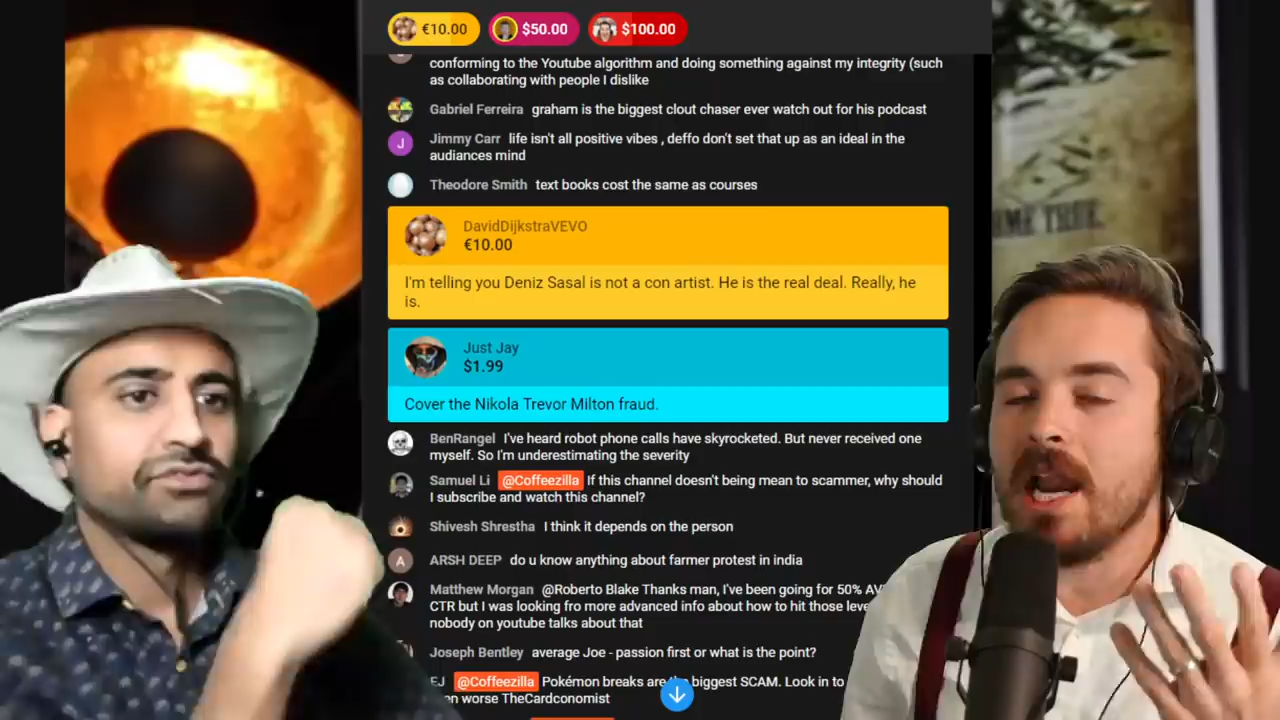 €10.00 $50.00 $100.00
conforming to the Youtube algorithm and doing something against my integrity (such
as collaborating with people I dislike
Gabriel Ferreira graham is the biggest clout chaser ever watch out for his podcast
Jimmy Carr life isn't all positive vibes , deffo don't set that up as an ideal in the
audiances mind
J
Theodore Smith text books cost the same as courses
DavidDijkstraVEVO
€10.00
I'm telling you Deniz Sasal is not a con artist. He is the real deal. Really, he
is.
Just Jay
$1.99
Cover the Nikola Trevor Milton fraud.
BenRangel I've heard robot phone calls have skyrocketed. But never received one
myself. So I'm underestimating the severity
Samuel Li @Coffeezilla If this channel doesn't being mean to scammer, why should
I subscribe and watch this channel?
Shivesh Shrestha I think it depends on the person
A
ARSH DEEP do u know anything about farmer protest in india
Matthew Morgan @Roberto Blake Thanks man, I've been going for 50% AV
CTR but I was looking fro more advanced info about how to hit those leve
nobody on youtube talks about that
Joseph Bentley average Joe - passion first or what is the point?
EJ @Coffeezilla Pokémon breaks are the biggest SCAM. Look in to
on worse TheCardconomist
OME TRUE